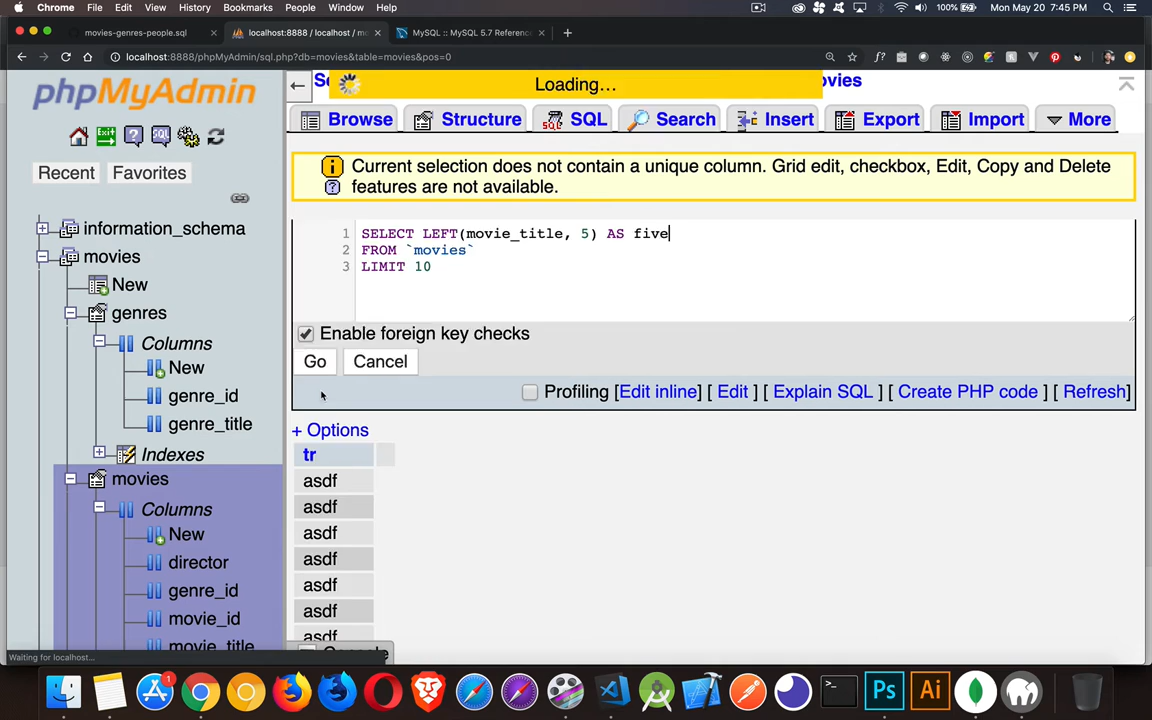 Chrome File Edit View History Bookmarks People Window Help
100% Mon May 20 7:45 PM
movies-genres-people.sql
localhost:8888 / localhost / mo
MySQL :: MySQL 5.7 Referenc
localhost:8888/phpMyAdmin/sql.php?db=movies&table=movies&pos=0
phpMyAdmin
Loading...
ovies
Browse Structure SQL Search Insert Export Import More
Current selection does not contain a unique column. Grid edit, checkbox, Edit, Copy and Delete
features are not available.
Recent Favorites
information_schema
movies
New
genres
Columns
New
genre_id
genre_title
Indexes
movies
Columns
New
director
genre_id
movie_id
movie_title
1 SELECT LEFT(movie_title, 5) AS five
2 FROM `movies`
3 LIMIT 10
Enable foreign key checks
Go Cancel
Profiling [Edit inline] [ Edit ] [ Explain SQL ] [ Create PHP code ] [ Refresh]
+ Options
tr
asdf
asdf
asdf
asdf
asdf
asdf
asdf
Console
Waiting for localhost...